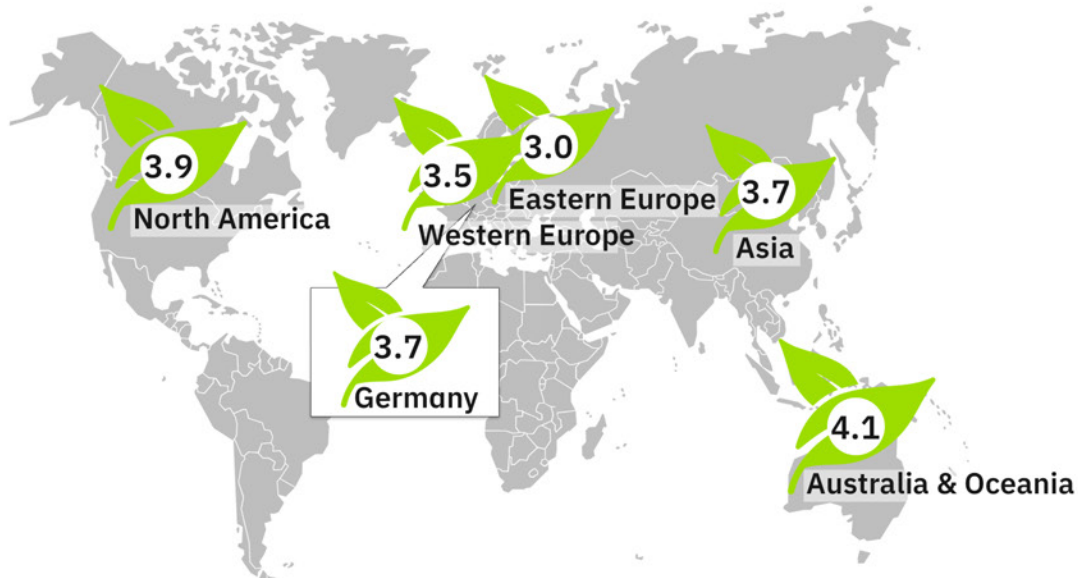 3.9
North America
3.5
Western Europe
3.0
Eastern Europe
3.7
Asia
3.7
Germany
4.1
Australia & Oceania